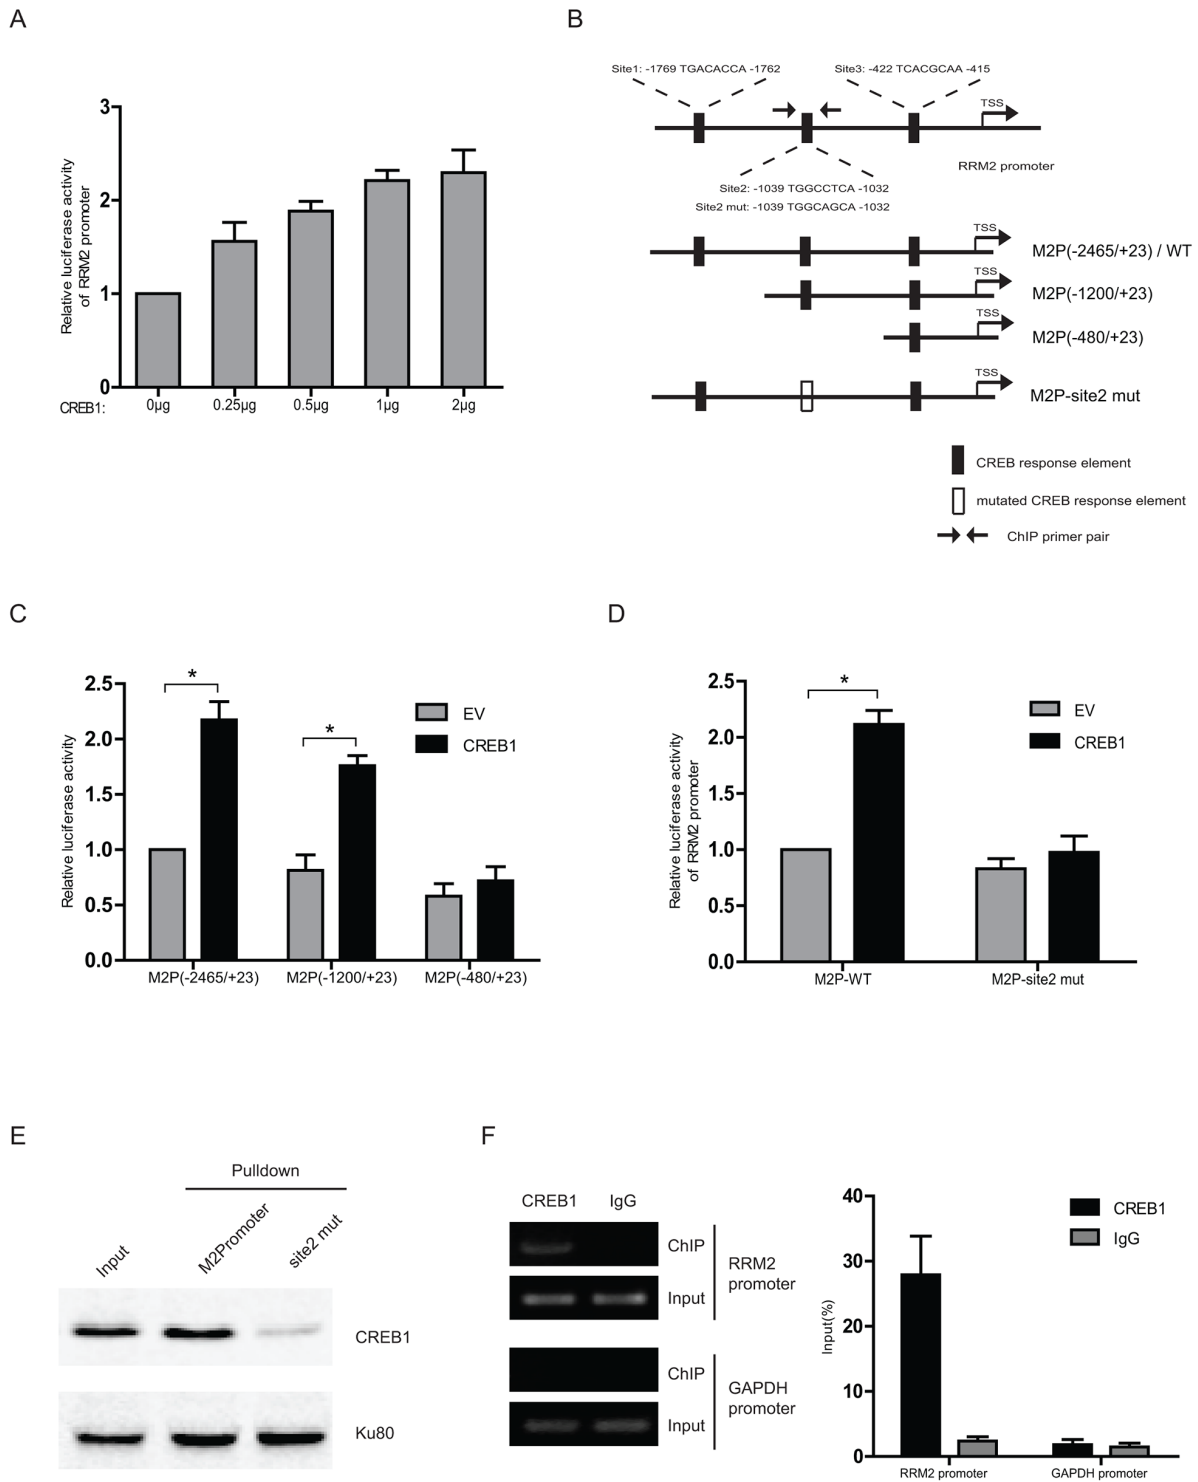 A
3
2
1
0
Relative luciferase activity
of RRM2 promoter
CREB1:
0µg
0.25µg
0.5µg
1µg
2µg
B
Site1: -1769 TGACACCA -1762
Site3: -422 TCACGCAA -415
TSS
RRM2 promoter
Site2: -1039 TGGCCTCA -1032
Site2 mut: -1039 TGGCAGCA -1032
TSS
M2P(-2465/+23) / WT
TSS
M2P(-1200/+23)
TSS
M2P(-480/+23)
TSS
M2P-site2 mut
CREB response element
mutated CREB response element
ChIP primer pair
C
2.5
2.0
1.5
1.0
0.5
0.0
Relative luciferase activity
*
*
EV
CREB1
M2P(-2465/+23)
M2P(-1200/+23)
M2P(-480/+23)
D
2.5
2.0
1.5
1.0
0.5
0.0
Relative luciferase activity
of RRM2 promoter
*
EV
CREB1
M2P-WT
M2P-site2 mut
E
Pulldown
Input
M2Promoter
site2 mut
CREB1
Ku80
F
CREB1
IgG
ChIP
Input
RRM2
promoter
ChIP
Input
GAPDH
promoter
40
30
20
10
0
Input(%)
CREB1
IgG
RRM2 promoter
GAPDH promoter